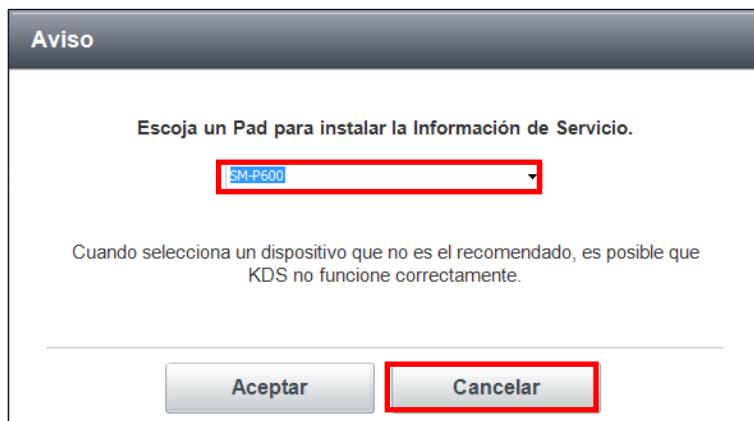 Aviso
Escoja un Pad para instalar la Información de Servicio.
SM-P600
Cuando selecciona un dispositivo que no es el recomendado, es posible que
KDS no funcione correctamente.
Aceptar
Cancelar